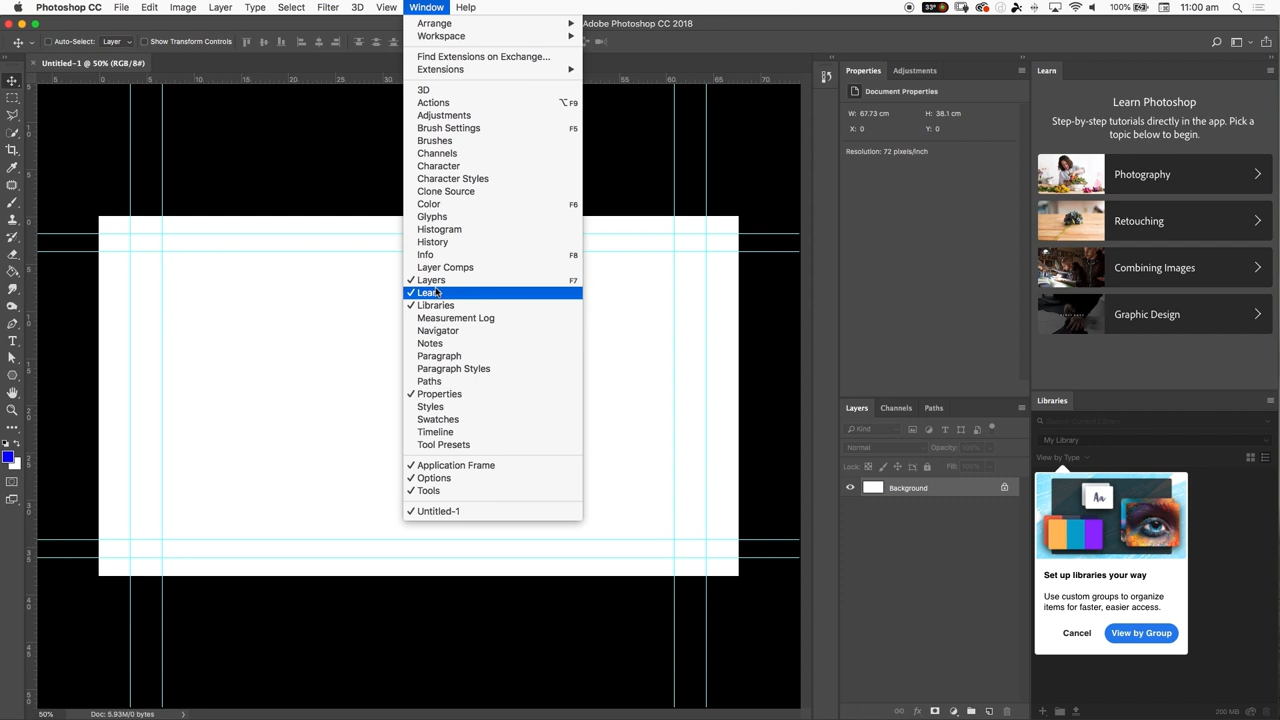 Photoshop CC File Edit Image Layer Type Select Filter 3D View Window Help 33° 100% 11:00 am
Adobe Photoshop CC 2018
Auto-Select: Layer Show Transform Controls
Untitled-1 @ 50% (RGB/8#)
Arrange
Workspace
Find Extensions on Exchange...
Extensions
3D
Actions ⌥F9
Adjustments
Brush Settings F5
Brushes
Channels
Character
Character Styles
Clone Source
Color F6
Glyphs
Histogram
History
Info F8
Layer Comps
✓ Layers F7
✓ Learn
✓ Libraries
Measurement Log
Navigator
Notes
Paragraph
Paragraph Styles
Paths
✓ Properties
Styles
Swatches
Timeline
Tool Presets
✓ Application Frame
✓ Options
✓ Tools
✓ Untitled-1
Properties Adjustments
Document Properties
W: 67.73 cm H: 38.1 cm
X: 0 Y: 0
Resolution: 72 pixels/inch
Layers Channels Paths
Kind
Normal Opacity: 100%
Lock: Fill: 100%
Background
Learn
Learn Photoshop
Step-by-step tutorials directly in the app. Pick a
topic below to begin.
Photography
Retouching
Combining Images
Graphic Design
Libraries
My Library
View by Type
Aa
Set up libraries your way
Use custom groups to organize
items for faster, easier access.
Cancel View by Group
200 MB
50% Doc: 5.93M/0 bytes